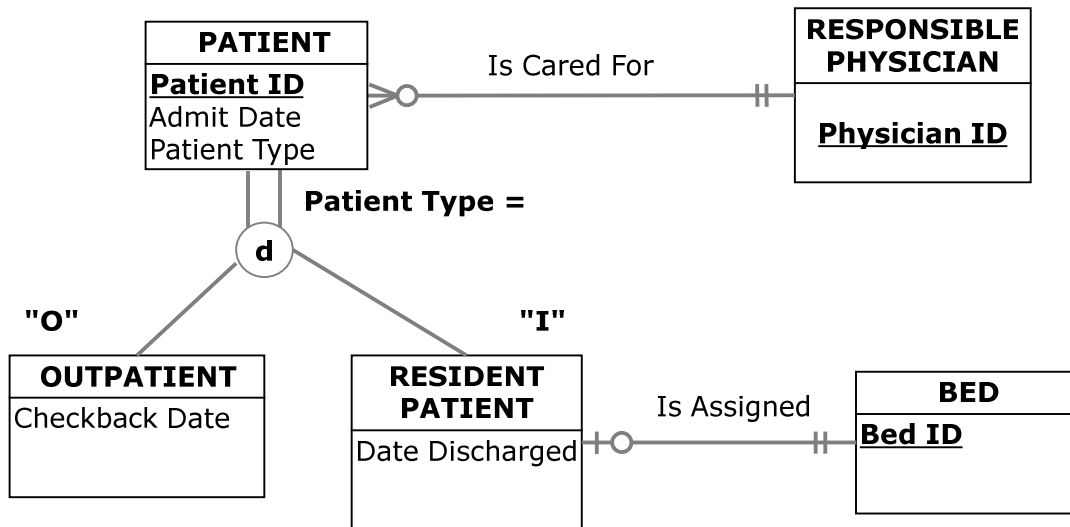 PATIENT
Patient ID
Admit Date
Patient Type
Is Cared For
RESPONSIBLE
PHYSICIAN
Physician ID
Patient Type =
d
"O"
"I"
OUTPATIENT
Checkback Date
RESIDENT
PATIENT
Date Discharged
Is Assigned
BED
Bed ID